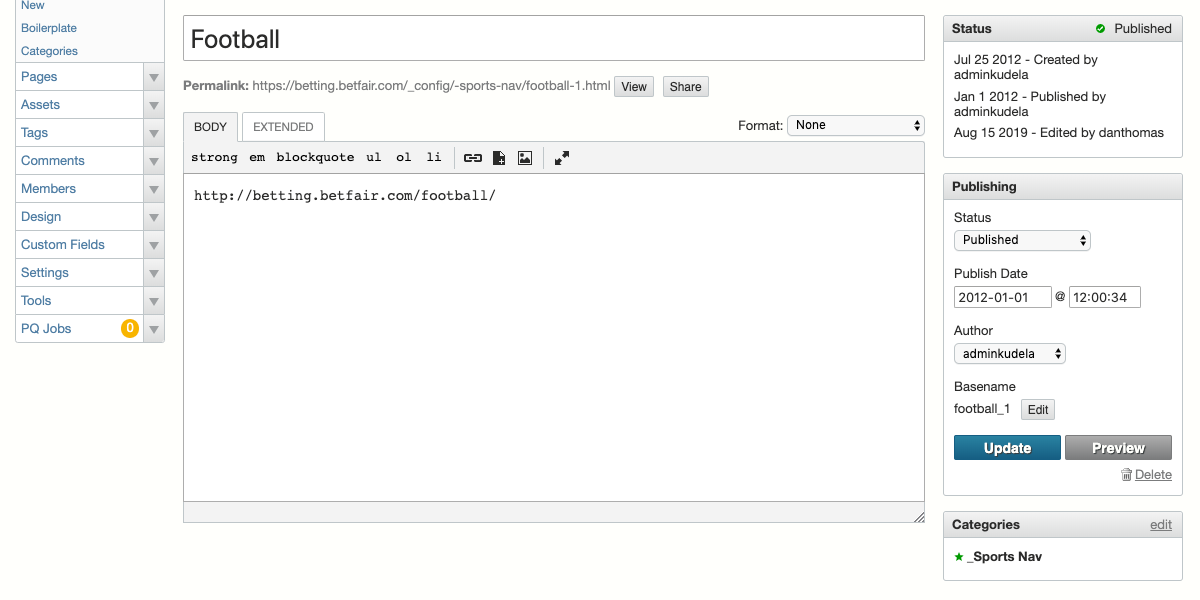 New
Boilerplate
Categories
Pages
Assets
Tags
Comments
Members
Design
Custom Fields
Settings
Tools
PQ Jobs 0
Football
Permalink: https://betting.betfair.com/_config/-sports-nav/football-1.html View Share
BODY EXTENDED
Format: None
strong em blockquote ul ol li
http://betting.betfair.com/football/
Status Published
Jul 25 2012 - Created by
adminkudela
Jan 1 2012 - Published by
adminkudela
Aug 15 2019 - Edited by danthomas
Publishing
Status
Published
Publish Date
2012-01-01 @ 12:00:34
Author
adminkudela
Basename
football_1 Edit
Update Preview
Delete
Categories edit
_Sports Nav